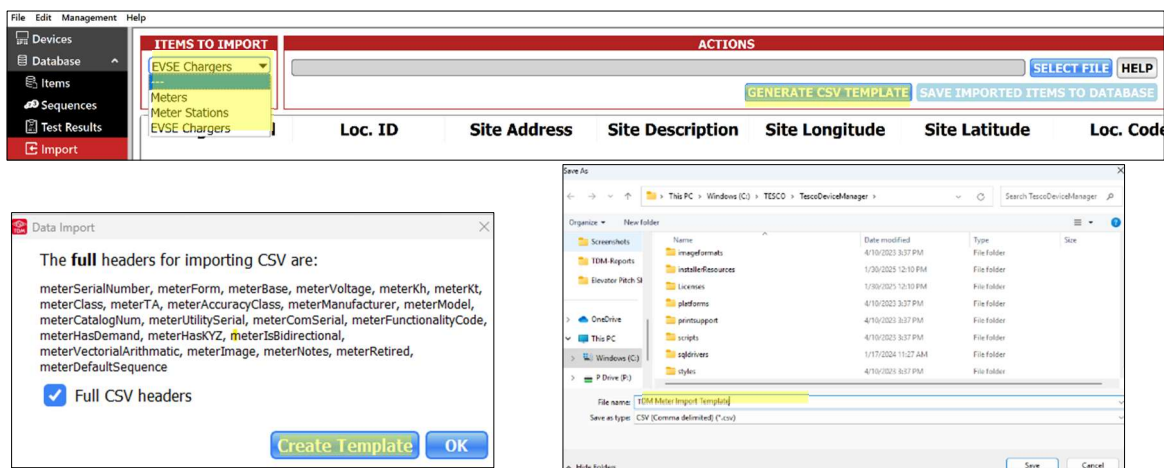 File Edit Management Help
Devices
Database
Items
Sequences
Test Results
Import
ITEMS TO IMPORT
EVSE Chargers
---
Meters
Meter Stations
EVSE Chargers
ACTIONS
SELECT FILE HELP
GENERATE CSV TEMPLATE SAVE IMPORTED ITEMS TO DATABASE
Loc. ID Site Address Site Description Site Longitude Site Latitude Loc. Code
Data Import
The full headers for importing CSV are:
meterSerialNumber, meterForm, meterBase, meterVoltage, meterKh, meterKt,
meterClass, meterTA, meterAccuracyClass, meterManufacturer, meterModel,
meterCatalogNum, meterUtilitySerial, meterComSerial, meterFunctionalityCode,
meterHasDemand, meterHasKYZ, meterIsBidirectional,
meterVectorialArithmatic, meterImage, meterNotes, meterRetired,
meterDefaultSequence
Full CSV headers
Create Template OK
Save As
This PC > Windows (C:) > TESCO > TescoDeviceManager >
Search TescoDeviceManager
Organize New folder
Screenshots
TDM-Reports
Elevator Pitch
OneDrive
This PC
Windows (C:)
P Drive (P:)
Name Date modified Type Size
imageformats 4/10/2023 3:37 PM File folder
installerResources 1/30/2025 12:10 PM File folder
Licenses 1/30/2025 12:10 PM File folder
platforms 4/10/2023 3:37 PM File folder
printsupport 4/10/2023 3:37 PM File folder
scripts 4/10/2023 3:37 PM File folder
sqldrivers 1/17/2024 11:27 AM File folder
styles 4/10/2023 3:37 PM File folder
File name: TDM Meter Import Template
Save as type: CSV (Comma delimited) (*.csv)
Hide Folders
Save Cancel